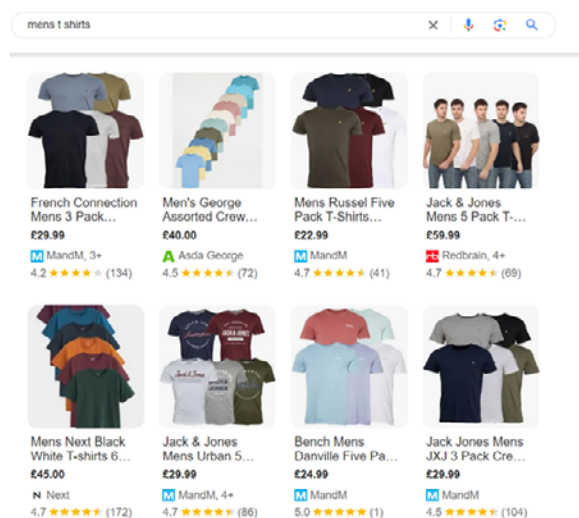 mens t shirts
French Connection
Mens 3 Pack...
£29.99
MandM, 3+
4.2 (134)
Men's George
Assorted Crew...
£40.00
Asda George
4.5 (72)
Mens Russel Five
Pack T-Shirts...
£22.99
MandM
4.7 (41)
Jack & Jones
Mens 5 Pack T-...
£59.99
Redbrain, 4+
4.7 (69)
Mens Next Black
White T-shirts 6...
£45.00
N Next
4.7 (172)
Jack & Jones
Mens Urban 5...
£29.99
MandM, 4+
4.7 (86)
Bench Mens
Danville Five Pa...
£24.99
MandM
5.0 (1)
Jack Jones Mens
JXJ 3 Pack Cre...
£29.99
MandM
4.5 (104)